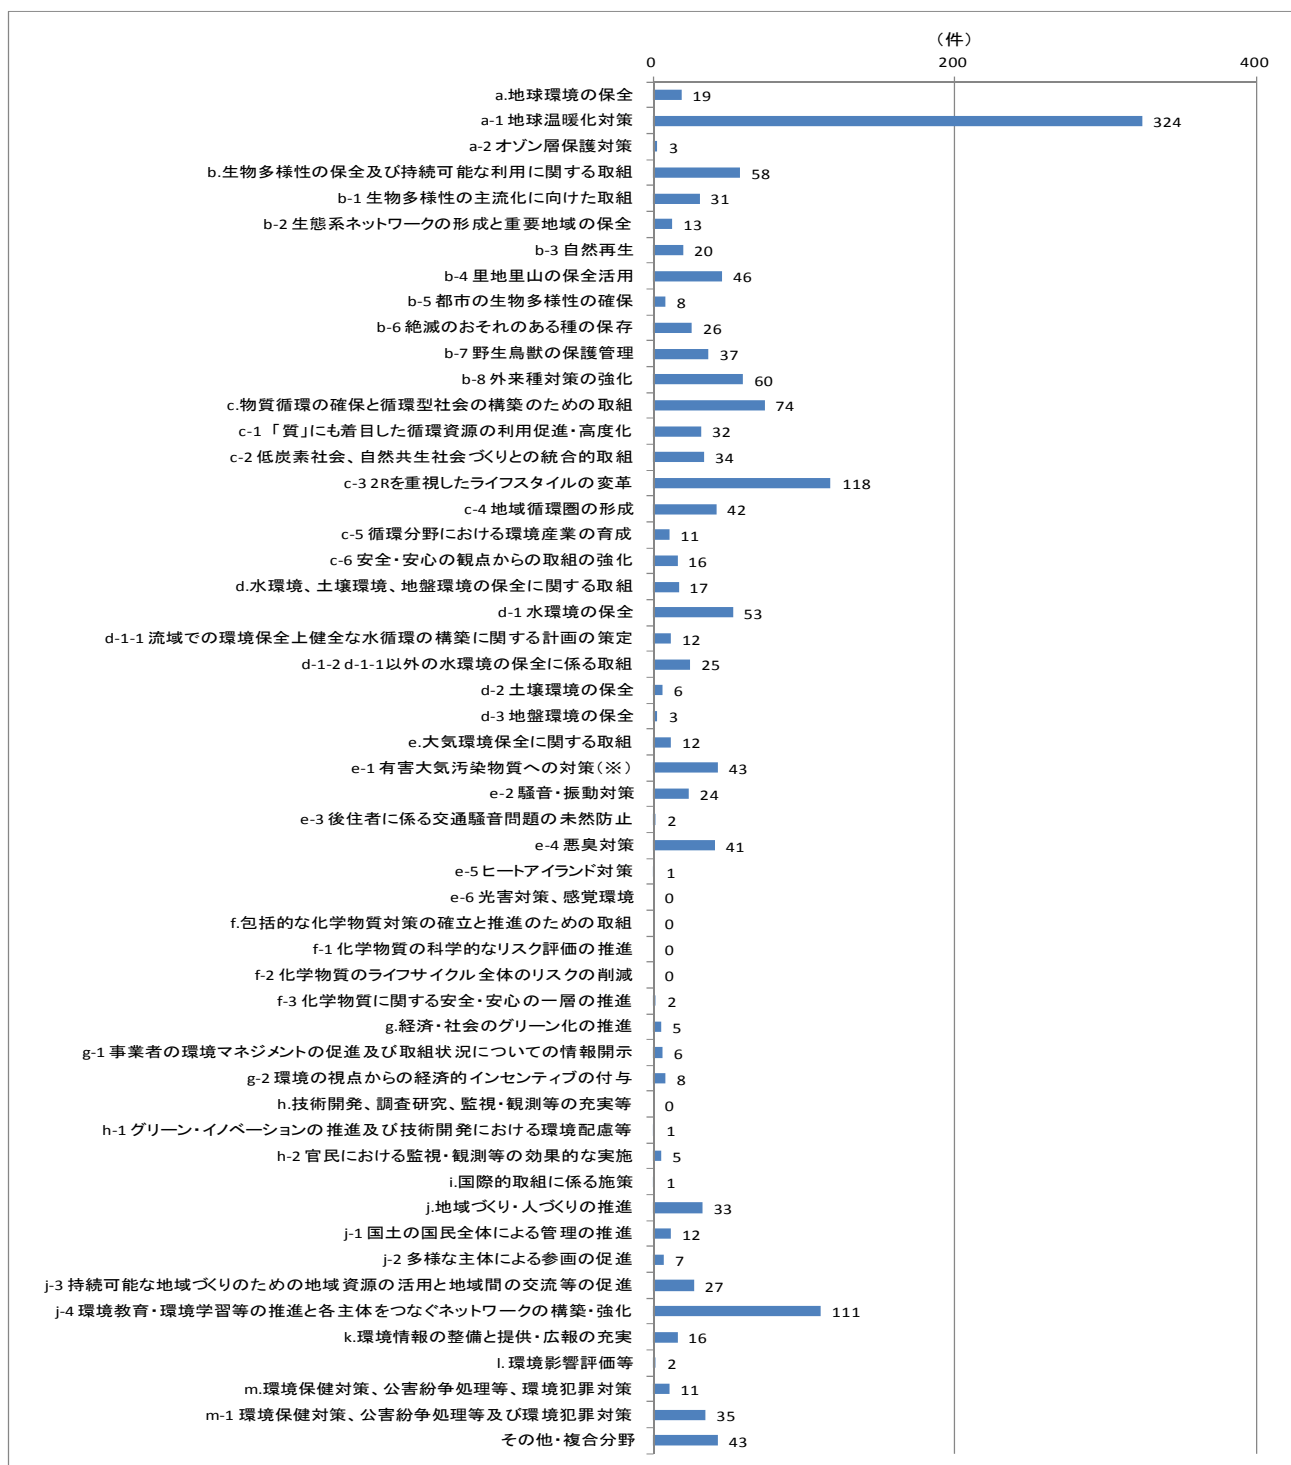 （件）
0 200 400
a.地球環境の保全 19
a-1 地球温暖化対策 324
a-2 オゾン層保護対策 3
b.生物多様性の保全及び持続可能な利用に関する取組 58
b-1 生物多様性の主流化に向けた取組 31
b-2 生態系ネットワークの形成と重要地域の保全 13
b-3 自然再生 20
b-4 里地里山の保全活用 46
b-5 都市の生物多様性の確保 8
b-6 絶滅のおそれのある種の保存 26
b-7 野生鳥獣の保護管理 37
b-8 外来種対策の強化 60
c.物質循環の確保と循環型社会の構築のための取組 74
c-1 「質」にも着目した循環資源の利用促進・高度化 32
c-2 低炭素社会、自然共生社会づくりとの統合的取組 34
c-3 2Rを重視したライフスタイルの変革 118
c-4 地域循環圏の形成 42
c-5 循環分野における環境産業の育成 11
c-6 安全・安心の観点からの取組の強化 16
d.水環境、土壌環境、地盤環境の保全に関する取組 17
d-1 水環境の保全 53
d-1-1 流域での環境保全上健全な水循環の構築に関する計画の策定 12
d-1-2 d-1-1以外の水環境の保全に係る取組 25
d-2 土壌環境の保全 6
d-3 地盤環境の保全 3
e.大気環境保全に関する取組 12
e-1 有害大気汚染物質への対策（※） 43
e-2 騒音・振動対策 24
e-3 後住者に係る交通騒音問題の未然防止 2
e-4 悪臭対策 41
e-5 ヒートアイランド対策 1
e-6 光害対策、感覚環境 0
f.包括的な化学物質対策の確立と推進のための取組 0
f-1 化学物質の科学的なリスク評価の推進 0
f-2 化学物質のライフサイクル全体のリスクの削減 0
f-3 化学物質に関する安全・安心の一層の推進 2
g.経済・社会のグリーン化の推進 5
g-1 事業者の環境マネジメントの促進及び取組状況についての情報開示 6
g-2 環境の視点からの経済的インセンティブの付与 8
h.技術開発、調査研究、監視・観測等の充実等 0
h-1 グリーン・イノベーションの推進及び技術開発における環境配慮等 1
h-2 官民における監視・観測等の効果的な実施 5
i.国際的取組に係る施策 1
j.地域づくり・人づくりの推進 33
j-1 国土の国民全体による管理の推進 12
j-2 多様な主体による参画の促進 7
j-3 持続可能な地域づくりのための地域資源の活用と地域間の交流等の促進 27
j-4 環境教育・環境学習等の推進と各主体をつなぐネットワークの構築・強化 111
k.環境情報の整備と提供・広報の充実 16
l.環境影響評価等 2
m.環境保健対策、公害紛争処理等、環境犯罪対策 11
m-1 環境保健対策、公害紛争処理等及び環境犯罪対策 35
その他・複合分野 43